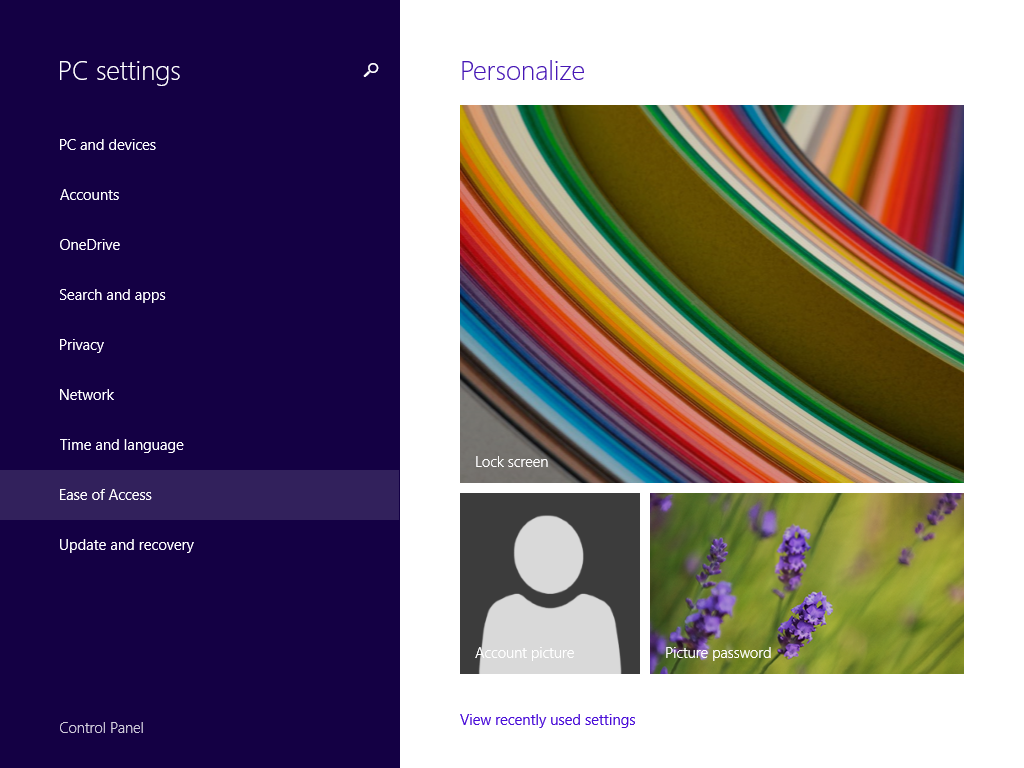 PC settings
PC and devices
Accounts
OneDrive
Search and apps
Privacy
Network
Time and language
Ease of Access
Update and recovery
Control Panel
Personalize
Lock screen
Account picture
Picture password
View recently used settings